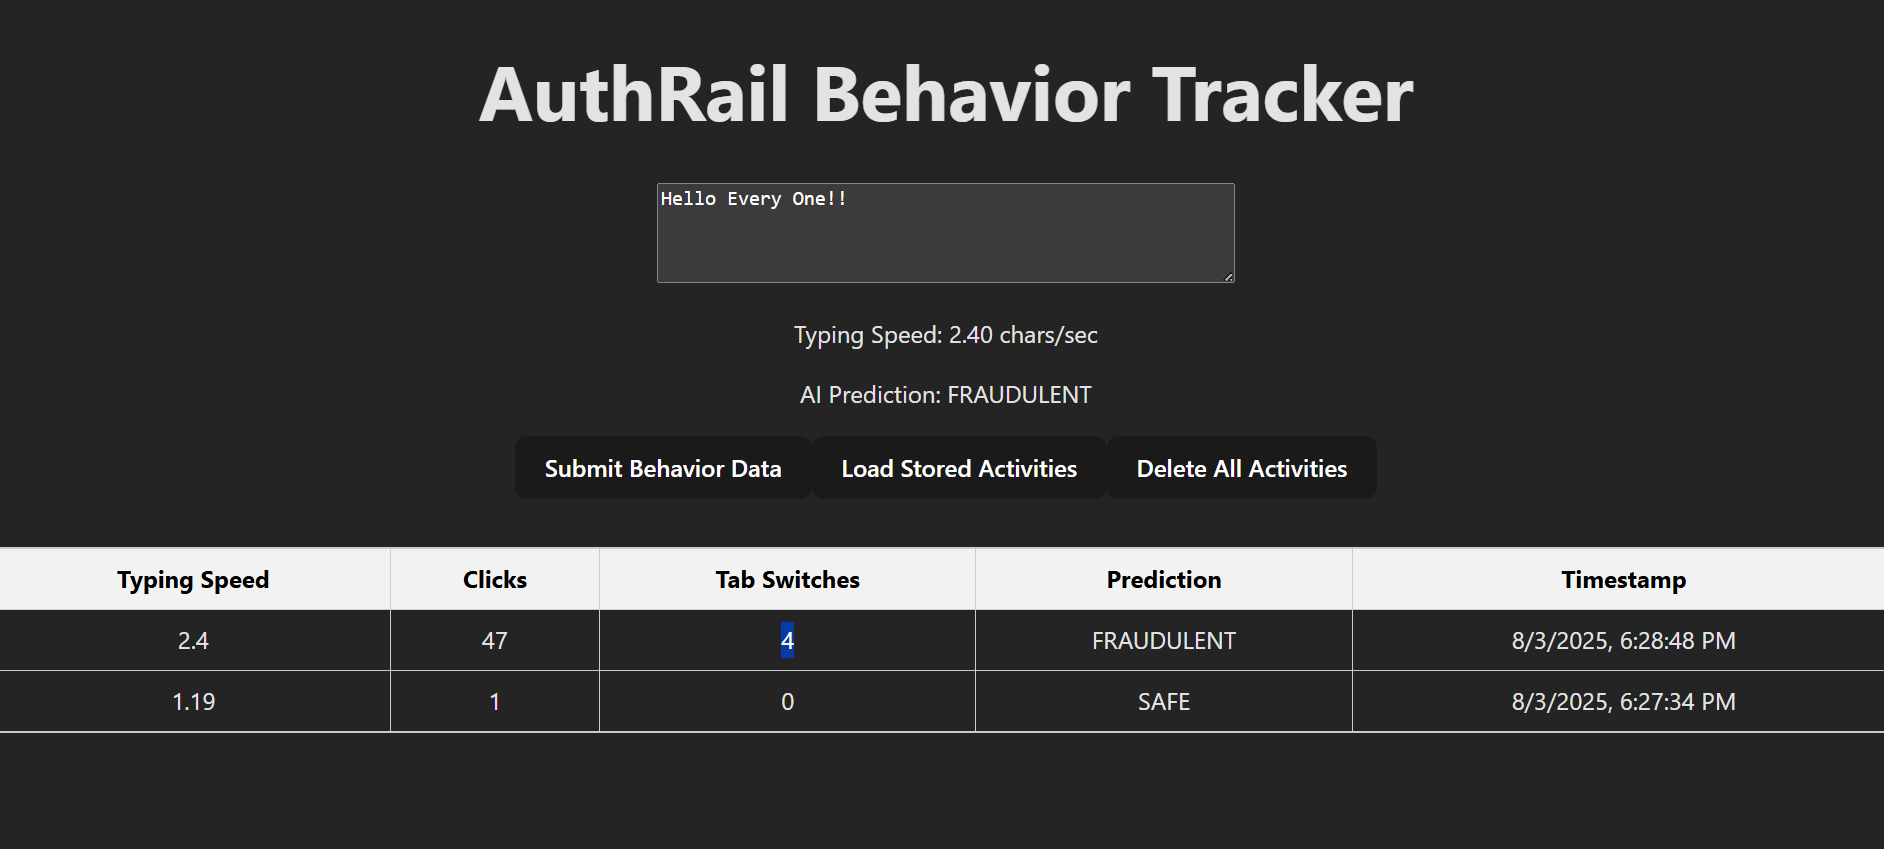 AuthRail Behavior Tracker
Hello Every One!!
Typing Speed: 2.40 chars/sec
AI Prediction: FRAUDULENT
Submit Behavior Data Load Stored Activities Delete All Activities
Typing Speed Clicks Tab Switches Prediction Timestamp
2.4 47 4 FRAUDULENT 8/3/2025, 6:28:48 PM
1.19 1 0 SAFE 8/3/2025, 6:27:34 PM